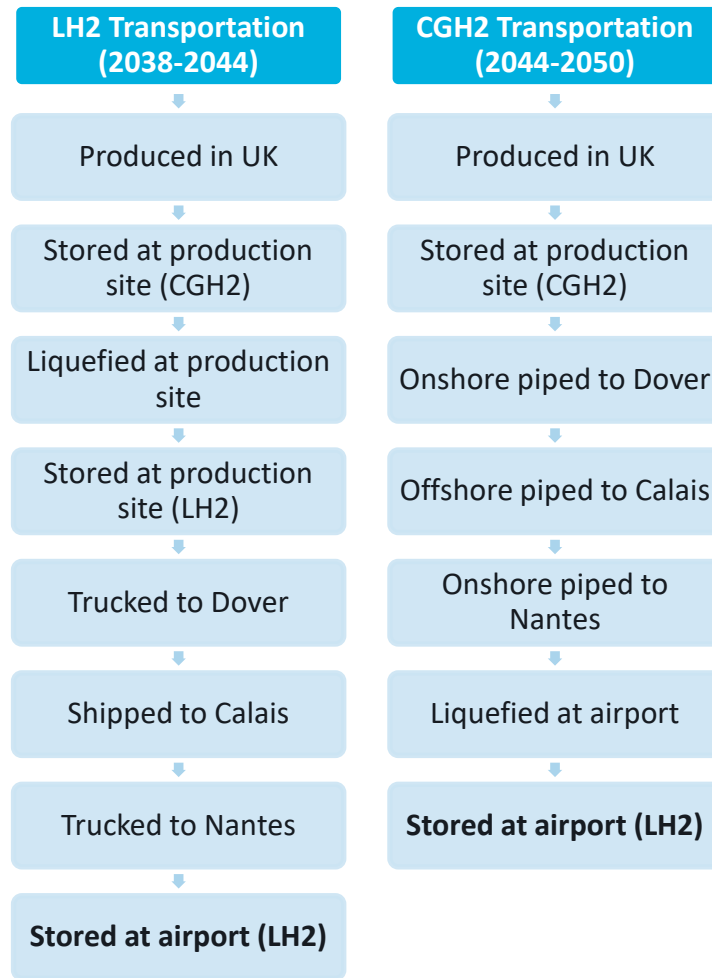 LH2 Transportation
(2038-2044)
Produced in UK
Stored at production
site (CGH2)
Liquefied at production
site
Stored at production
site (LH2)
Trucked to Dover
Shipped to Calais
Trucked to Nantes
Stored at airport (LH2)
CGH2 Transportation
(2044-2050)
Produced in UK
Stored at production
site (CGH2)
Onshore piped to Dover
Offshore piped to Calais
Onshore piped to
Nantes
Liquefied at airport
Stored at airport (LH2)